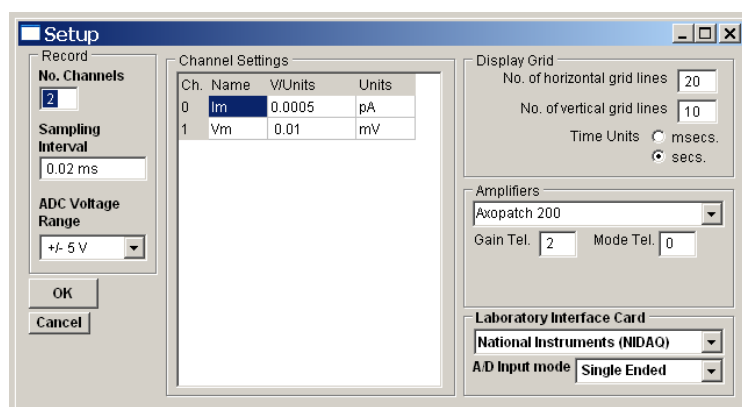 Setup
Record
No. Channels
2
Sampling
Interval
0.02 ms
ADC Voltage
Range
+/- 5 V
OK
Cancel
Channel Settings
Ch. Name V/Units Units
0 Im 0.0005 pA
1 Vm 0.01 mV
Display Grid
No. of horizontal grid lines 20
No. of vertical grid lines 10
Time Units msecs.
secs.
Amplifiers
Axopatch 200
Gain Tel. 2 Mode Tel. 0
Laboratory Interface Card
National Instruments (NIDAQ)
A/D Input mode Single Ended